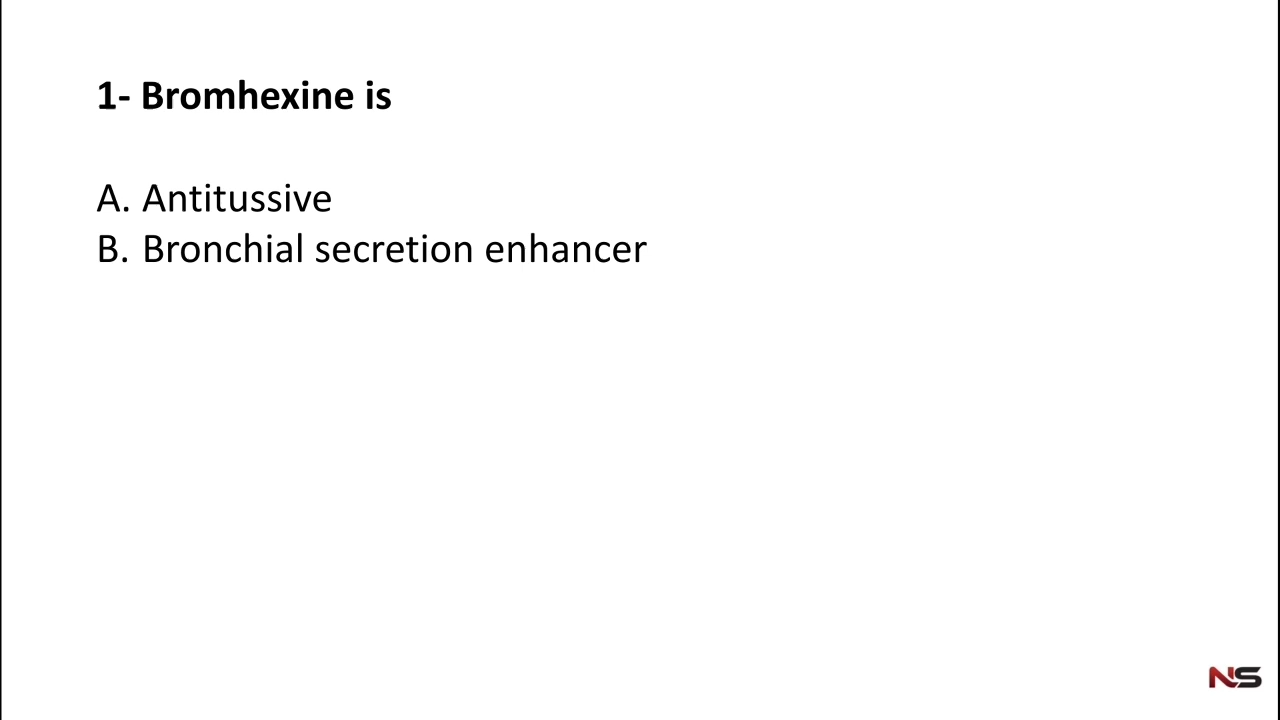 1- Bromhexine is
A. Antitussive
B. Bronchial secretion enhancer
NS